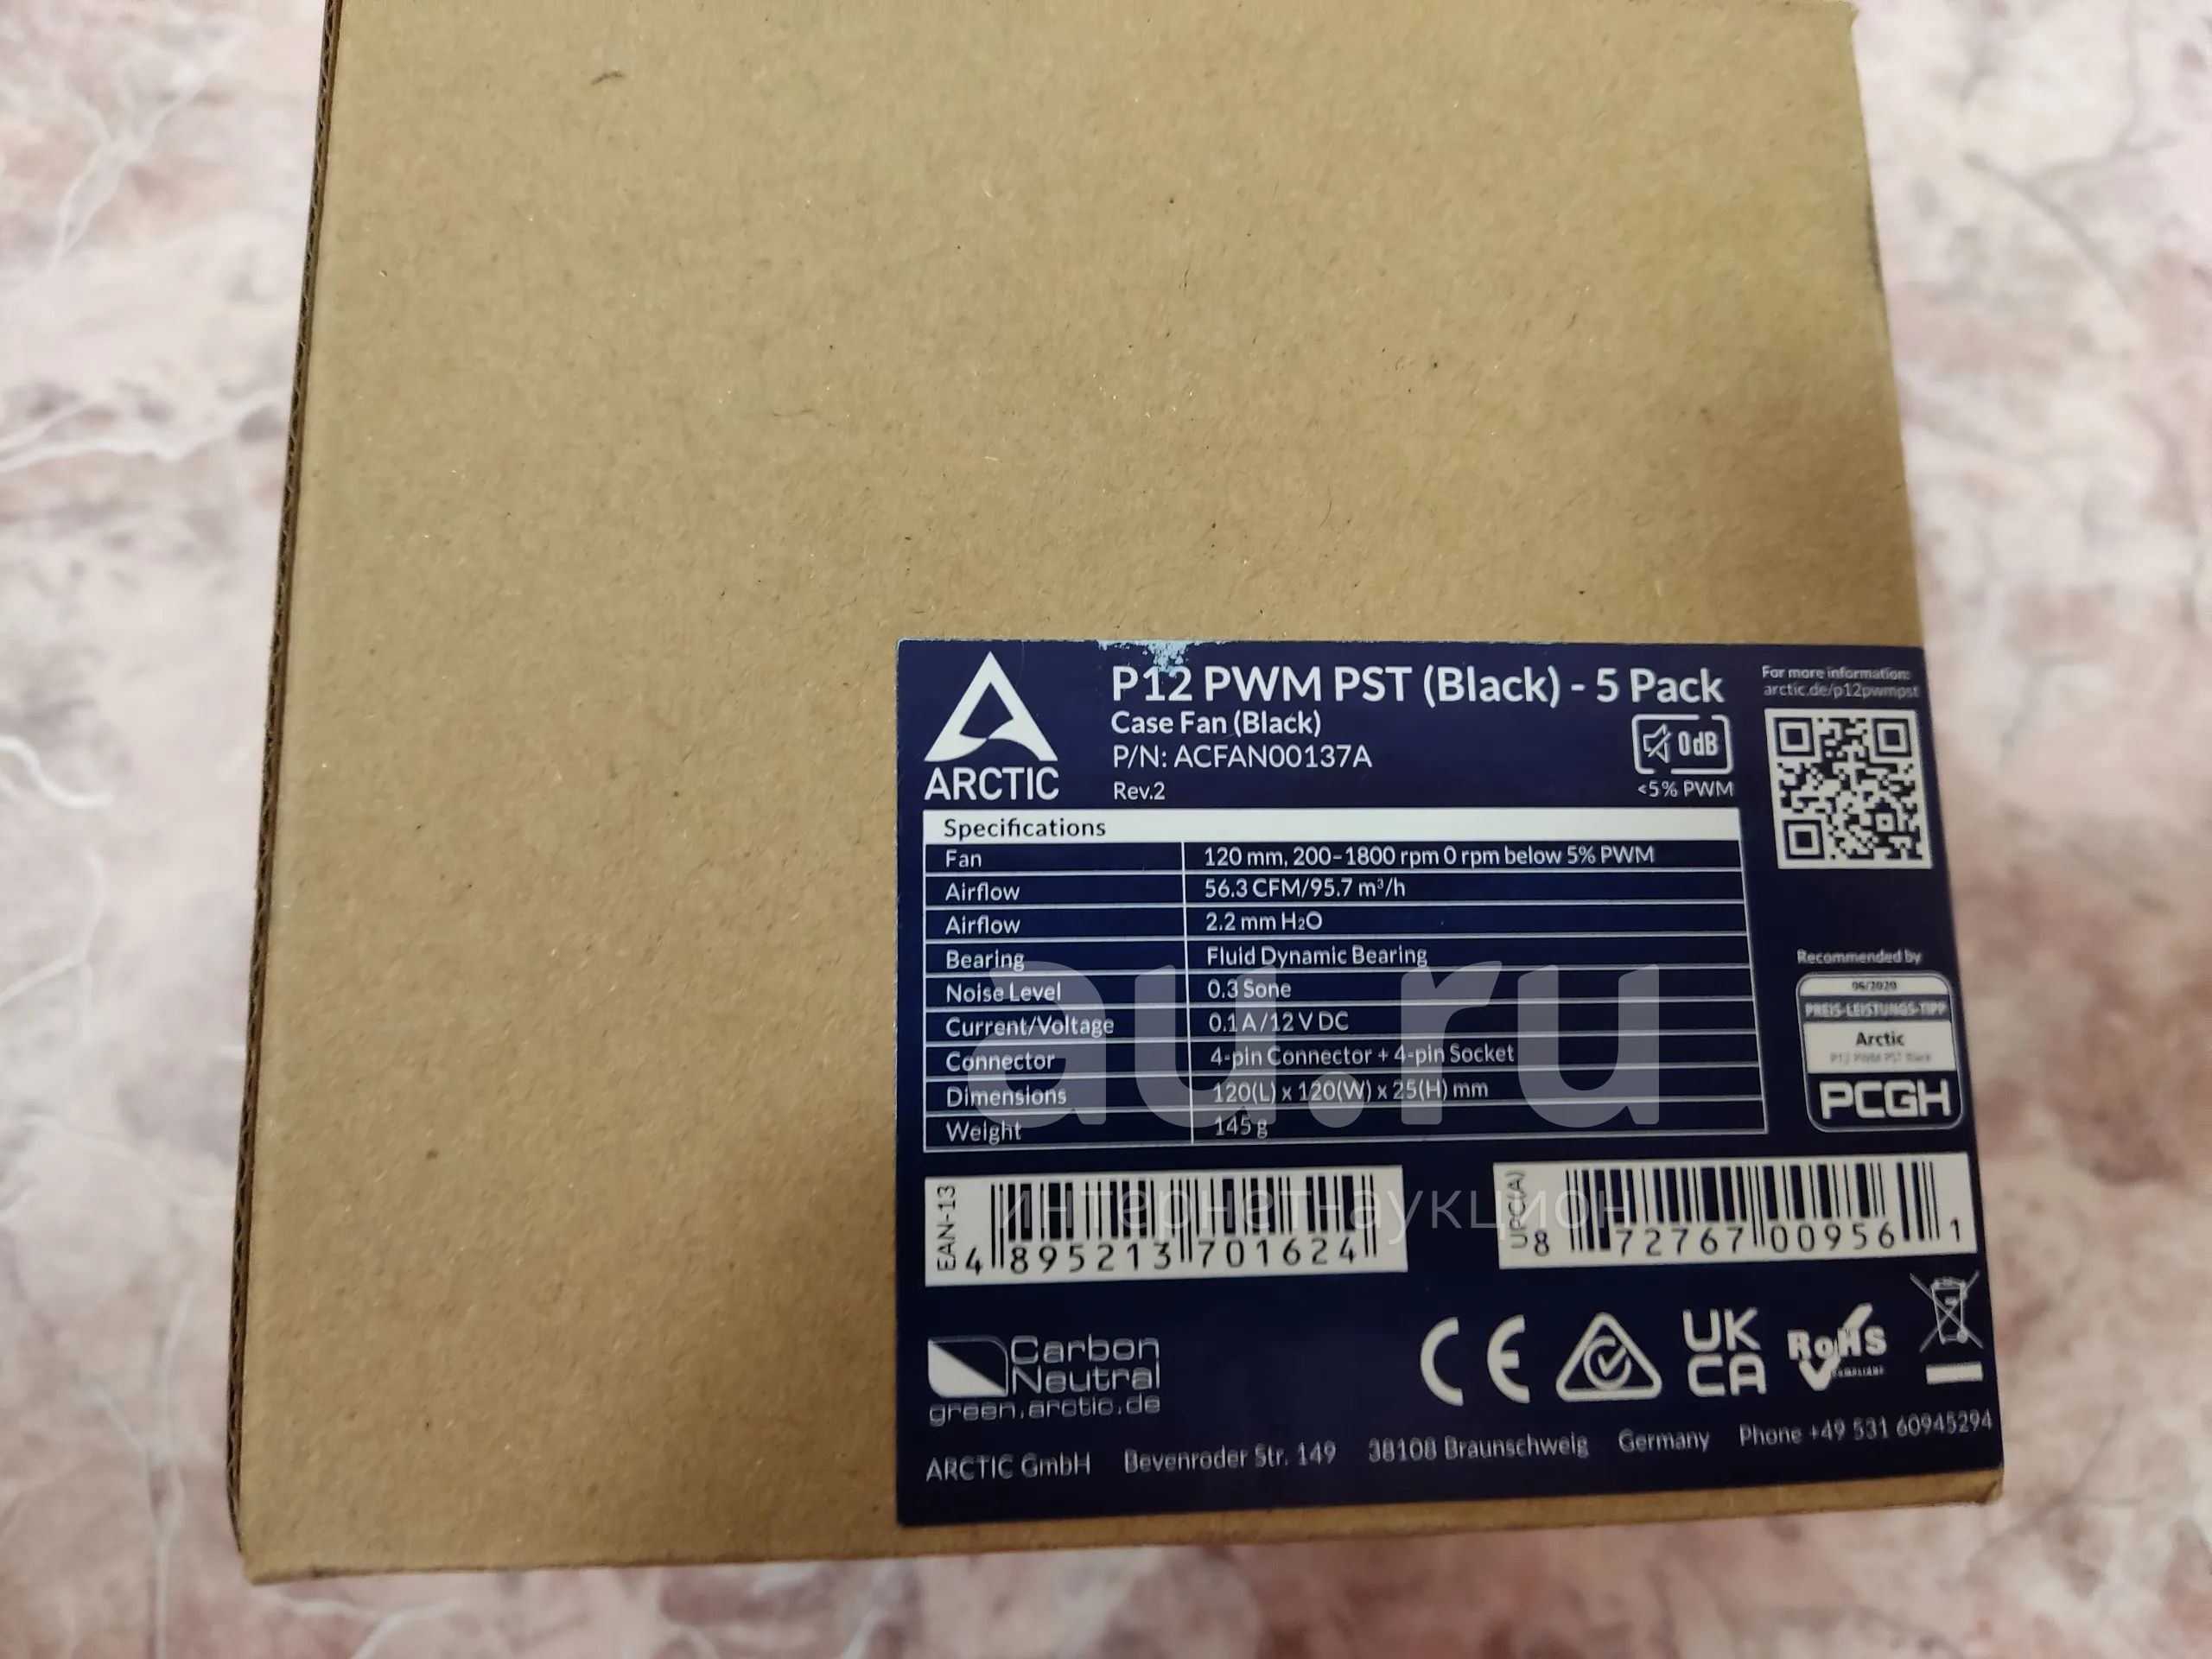 P12 PWM PST (Black) - 5 Pack
Case Fan (Black)
P/N: ACFAN00137A
Rev.2
ARCTIC
0dB
<5% PWM
For more information:
arctic.de/p12pwmpst
Specifications
Fan 120 mm, 200-1800 rpm 0 rpm below 5% PWM
Airflow 56.3 CFM/95.7 m³/h
Airflow 2.2 mm H₂O
Bearing Fluid Dynamic Bearing
Noise Level 0.3 Sone
Current/Voltage 0.1 A/12 V DC
Connector 4-pin Connector + 4-pin Socket
Dimensions 120(L) x 120(W) x 25(H) mm
Weight 145 g
Recommended by
06/2020
PREIS-LEISTUNGS-TIPP
Arctic
P12 PWM PST Black
PCGH
au.ru
интернет-аукцион
EAN-13
4 895213 701624
UPC(A)
8 72767 00956 1
Carbon
Neutral
green.arctic.de
CE
UK
CA
RoHS
COMPLIANT
ARCTIC GmbH Bevenroder Str. 149 38108 Braunschweig Germany Phone +49 531 60945294